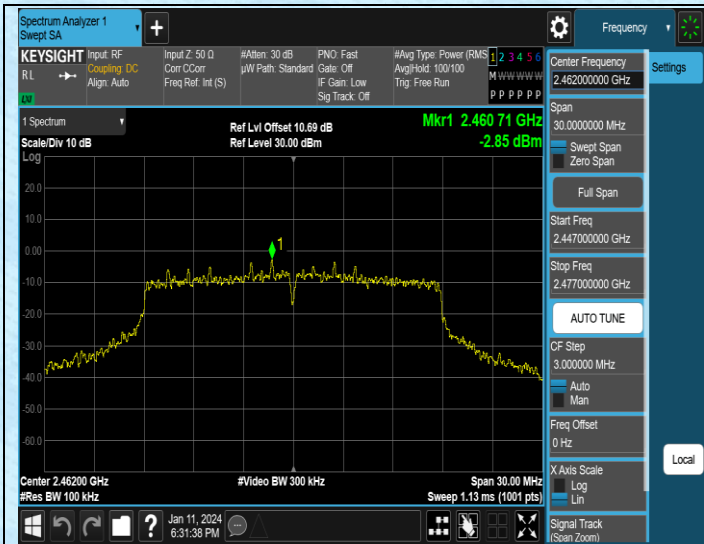 Spectrum Analyzer 1
Swept SA
+
Frequency
KEYSIGHT
RL
LXI
Input: RF
Coupling: DC
Align: Auto
Input Z: 50 Ω
Corr CCorr
Freq Ref: Int (S)
#Atten: 30 dB
µW Path: Standard
PNO: Fast
Gate: Off
IF Gain: Low
Sig Track: Off
#Avg Type: Power (RMS
Avg|Hold: 100/100
Trig: Free Run
1 2 3 4 5 6
M W W W W W
P P P P P P
1 Spectrum
Scale/Div 10 dB
Ref Lvl Offset 10.69 dB
Ref Level 30.00 dBm
Mkr1 2.460 71 GHz
-2.85 dBm
Log
20.0
10.0
0.00
-10.0
-20.0
-30.0
-40.0
-50.0
-60.0
1
Center 2.46200 GHz
#Res BW 100 kHz
#Video BW 300 kHz
Span 30.00 MHz
Sweep 1.13 ms (1001 pts)
?
Jan 11, 2024
6:31:38 PM
Center Frequency
2.462000000 GHz
Span
30.0000000 MHz
Swept Span
Zero Span
Full Span
Start Freq
2.447000000 GHz
Stop Freq
2.477000000 GHz
AUTO TUNE
CF Step
3.000000 MHz
Auto
Man
Freq Offset
0 Hz
X Axis Scale
Log
Lin
Signal Track
(Span Zoom)
Settings
Local